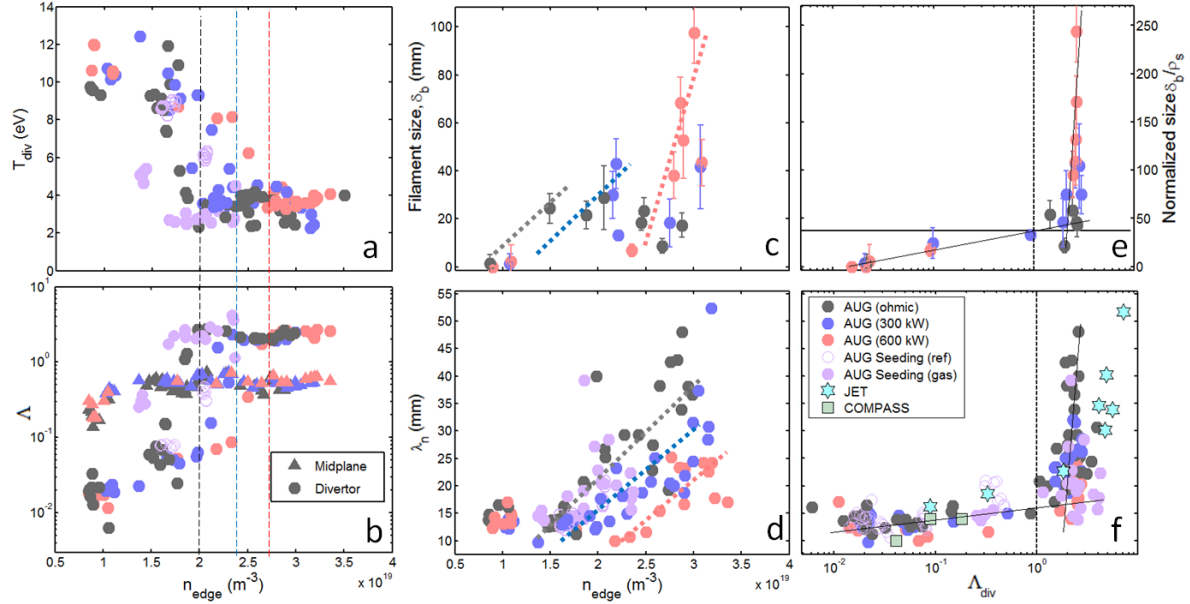 T_div (eV)
14
12
10
8
6
4
2
0
a
Λ
10^1
10^0
10^-1
10^-2
Midplane
Divertor
b
0.5 1 1.5 2 2.5 3 3.5 4
n_edge (m^-3)
x 10^19
Filament size, δ_b (mm)
100
80
60
40
20
0
c
λ_n (mm)
50
45
40
35
30
25
20
15
10
d
0.5 1 1.5 2 2.5 3 3.5 4
n_edge (m^-3)
x 10^19
Normalized size δ_b/ρ_s
250
200
150
100
50
0
e
AUG (ohmic)
AUG (300 kW)
AUG (600 kW)
AUG Seeding (ref)
AUG Seeding (gas)
JET
COMPASS
f
10^-2 10^-1 10^0
Λ_div